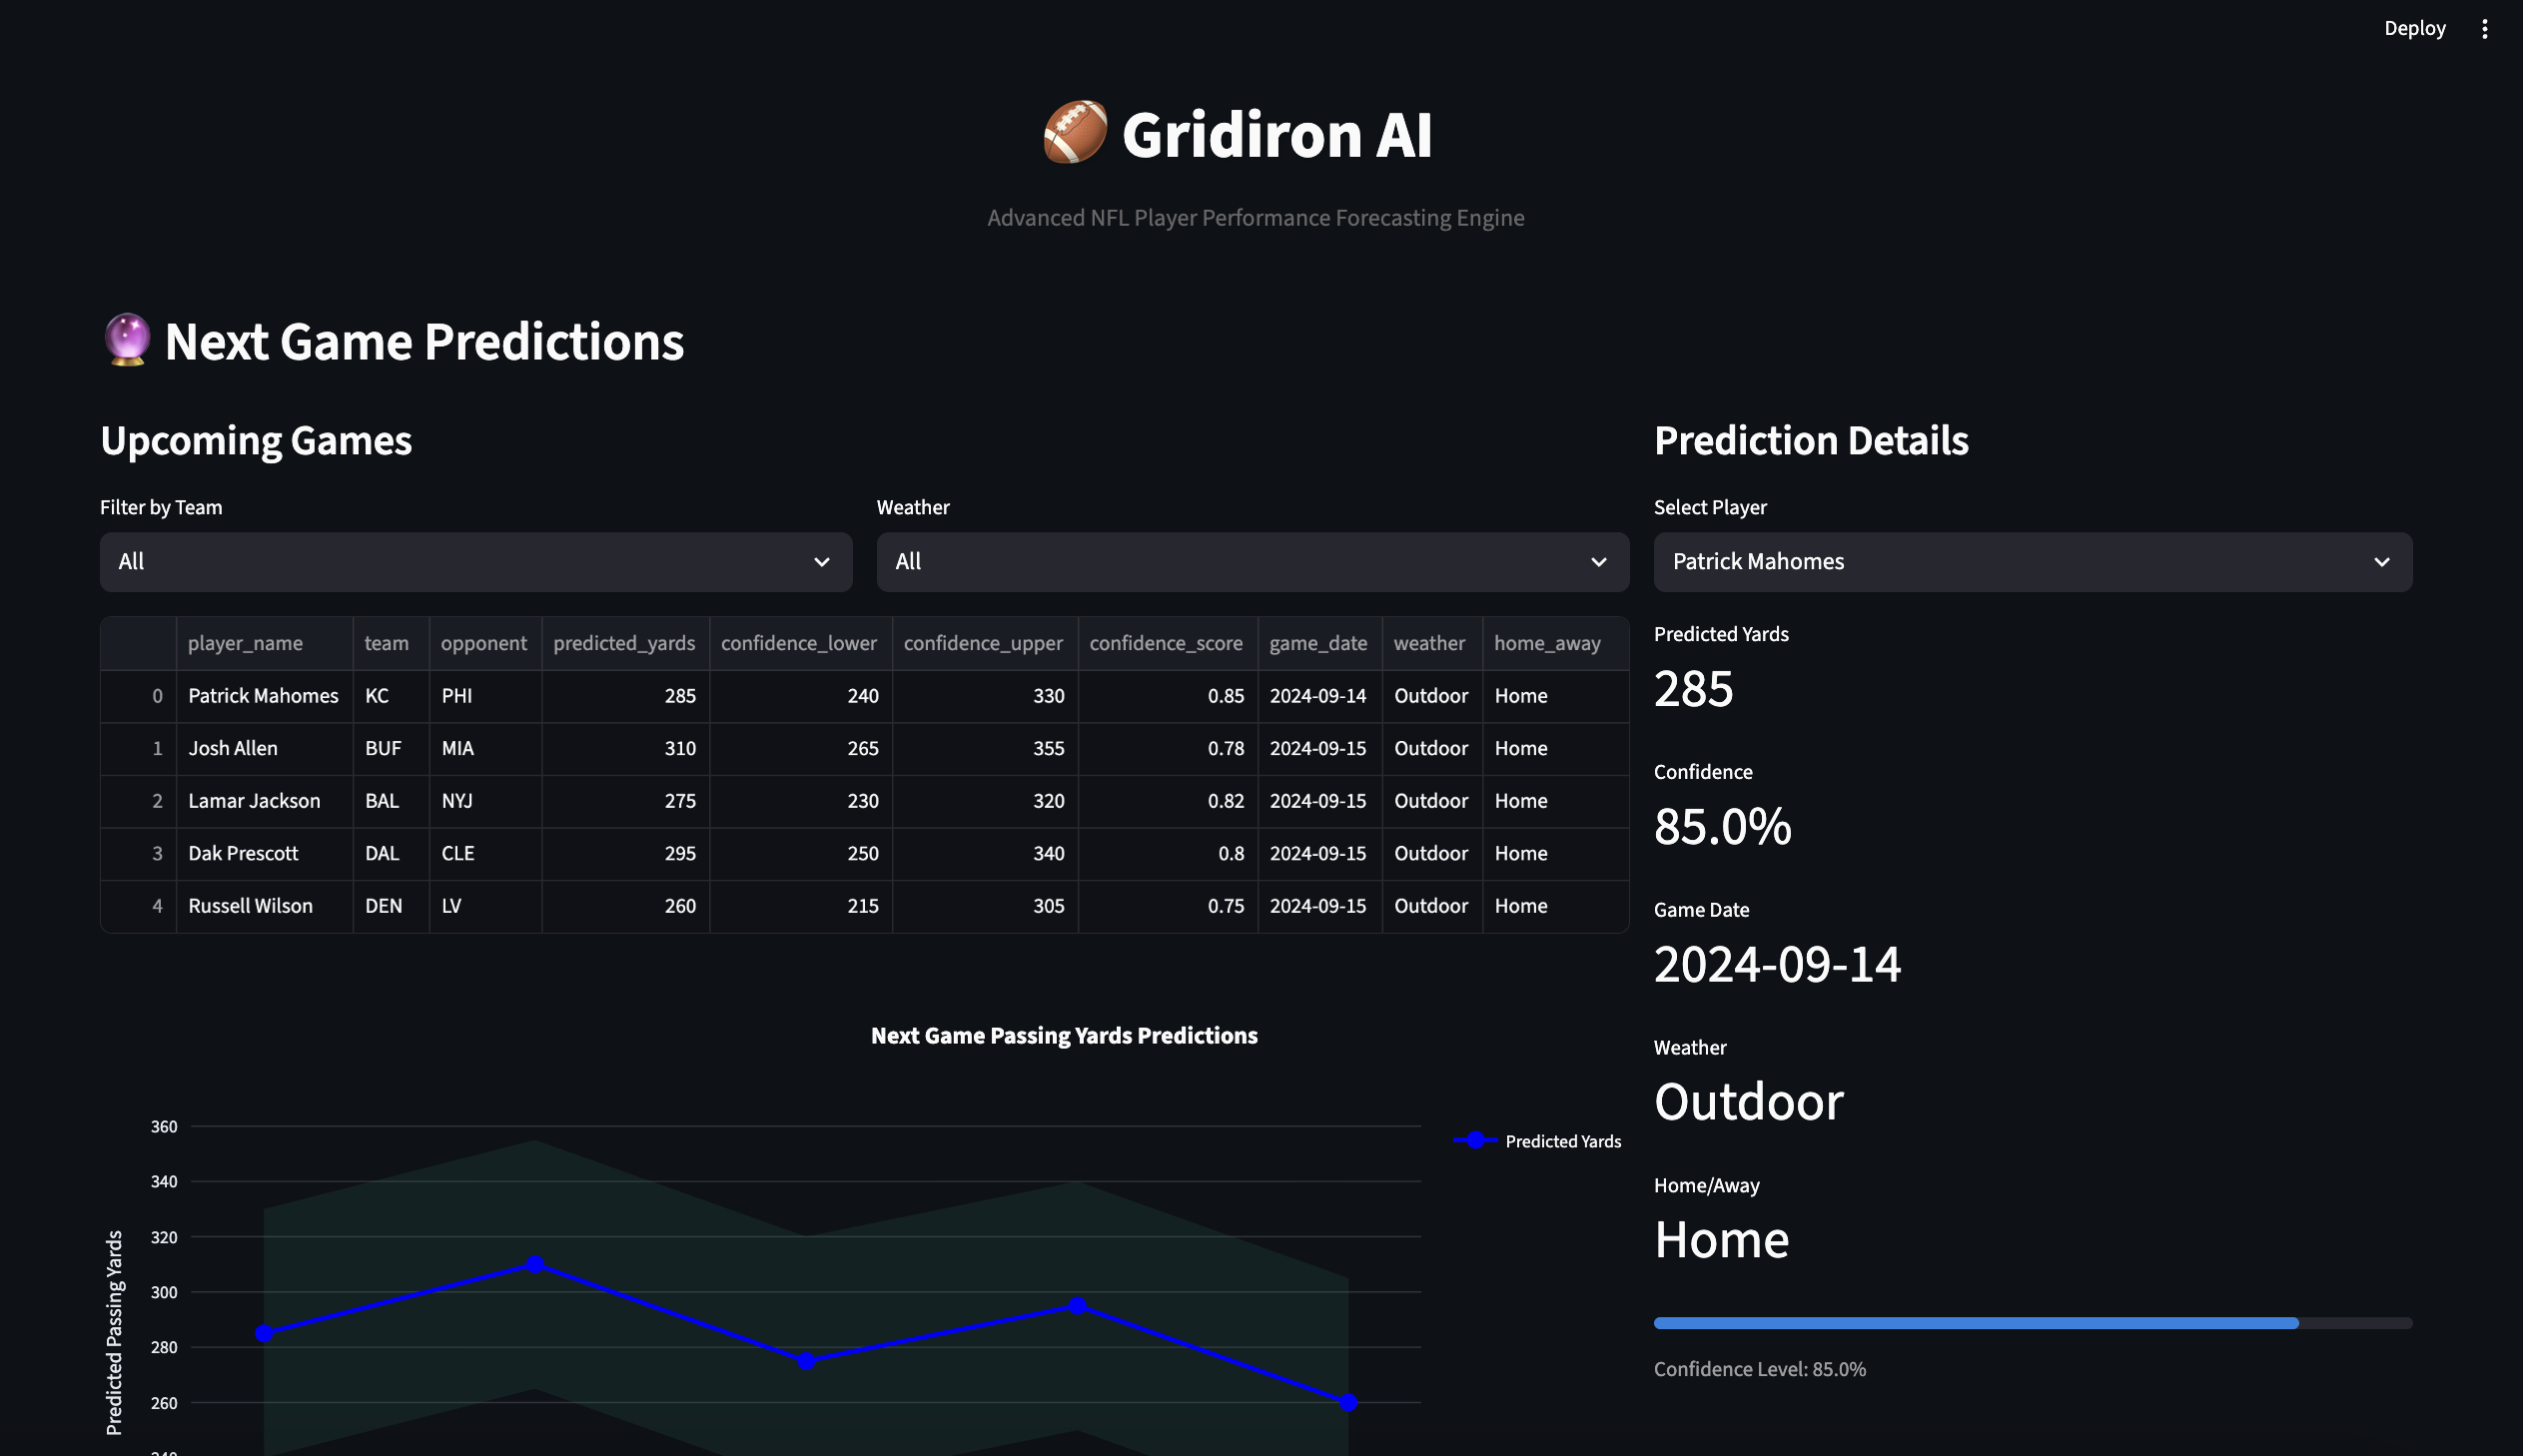 Deploy
Gridiron AI
Advanced NFL Player Performance Forecasting Engine
Next Game Predictions
Upcoming Games
Filter by Team
Weather
All
All
player_name team opponent predicted_yards confidence_lower confidence_upper confidence_score game_date weather home_away
0 Patrick Mahomes KC PHI 285 240 330 0.85 2024-09-14 Outdoor Home
1 Josh Allen BUF MIA 310 265 355 0.78 2024-09-15 Outdoor Home
2 Lamar Jackson BAL NYJ 275 230 320 0.82 2024-09-15 Outdoor Home
3 Dak Prescott DAL CLE 295 250 340 0.8 2024-09-15 Outdoor Home
4 Russell Wilson DEN LV 260 215 305 0.75 2024-09-15 Outdoor Home
Next Game Passing Yards Predictions
Predicted Passing Yards
360
340
320
300
280
260
240
Predicted Yards
Prediction Details
Select Player
Patrick Mahomes
Predicted Yards
285
Confidence
85.0%
Game Date
2024-09-14
Weather
Outdoor
Home/Away
Home
Confidence Level: 85.0%